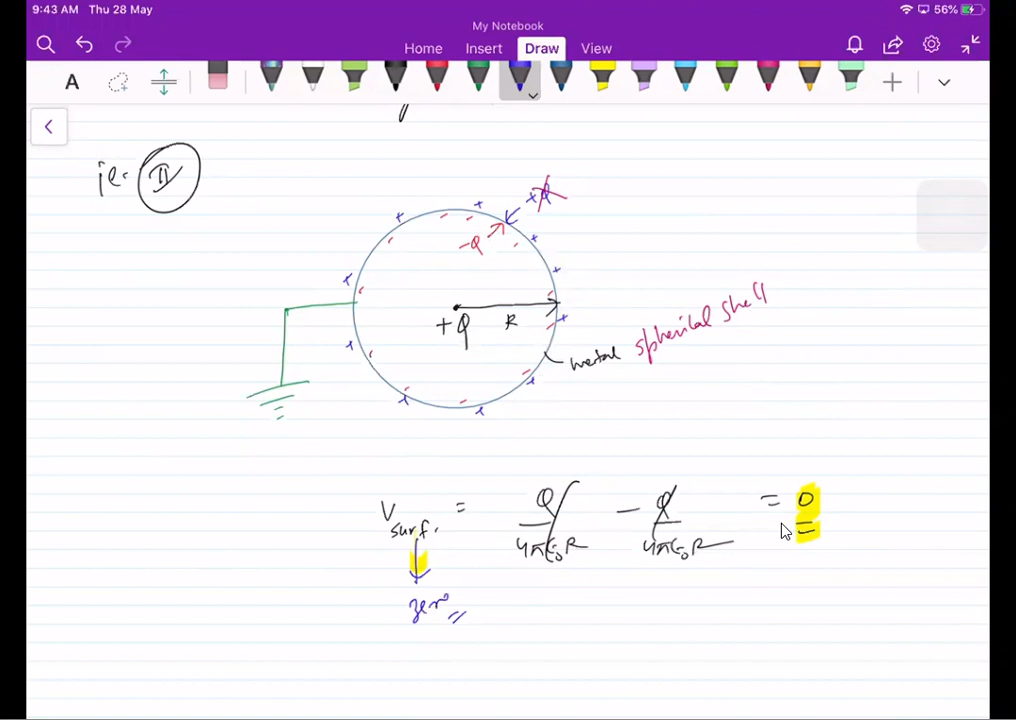 9:43 AM Thu 28 May
56%
My Notebook
Home Insert Draw View
A
ie. II
+Q
-Q
+Q R
metal spherical shell
V surf. = Q/4πε₀R - Q/4πε₀R = 0
zero